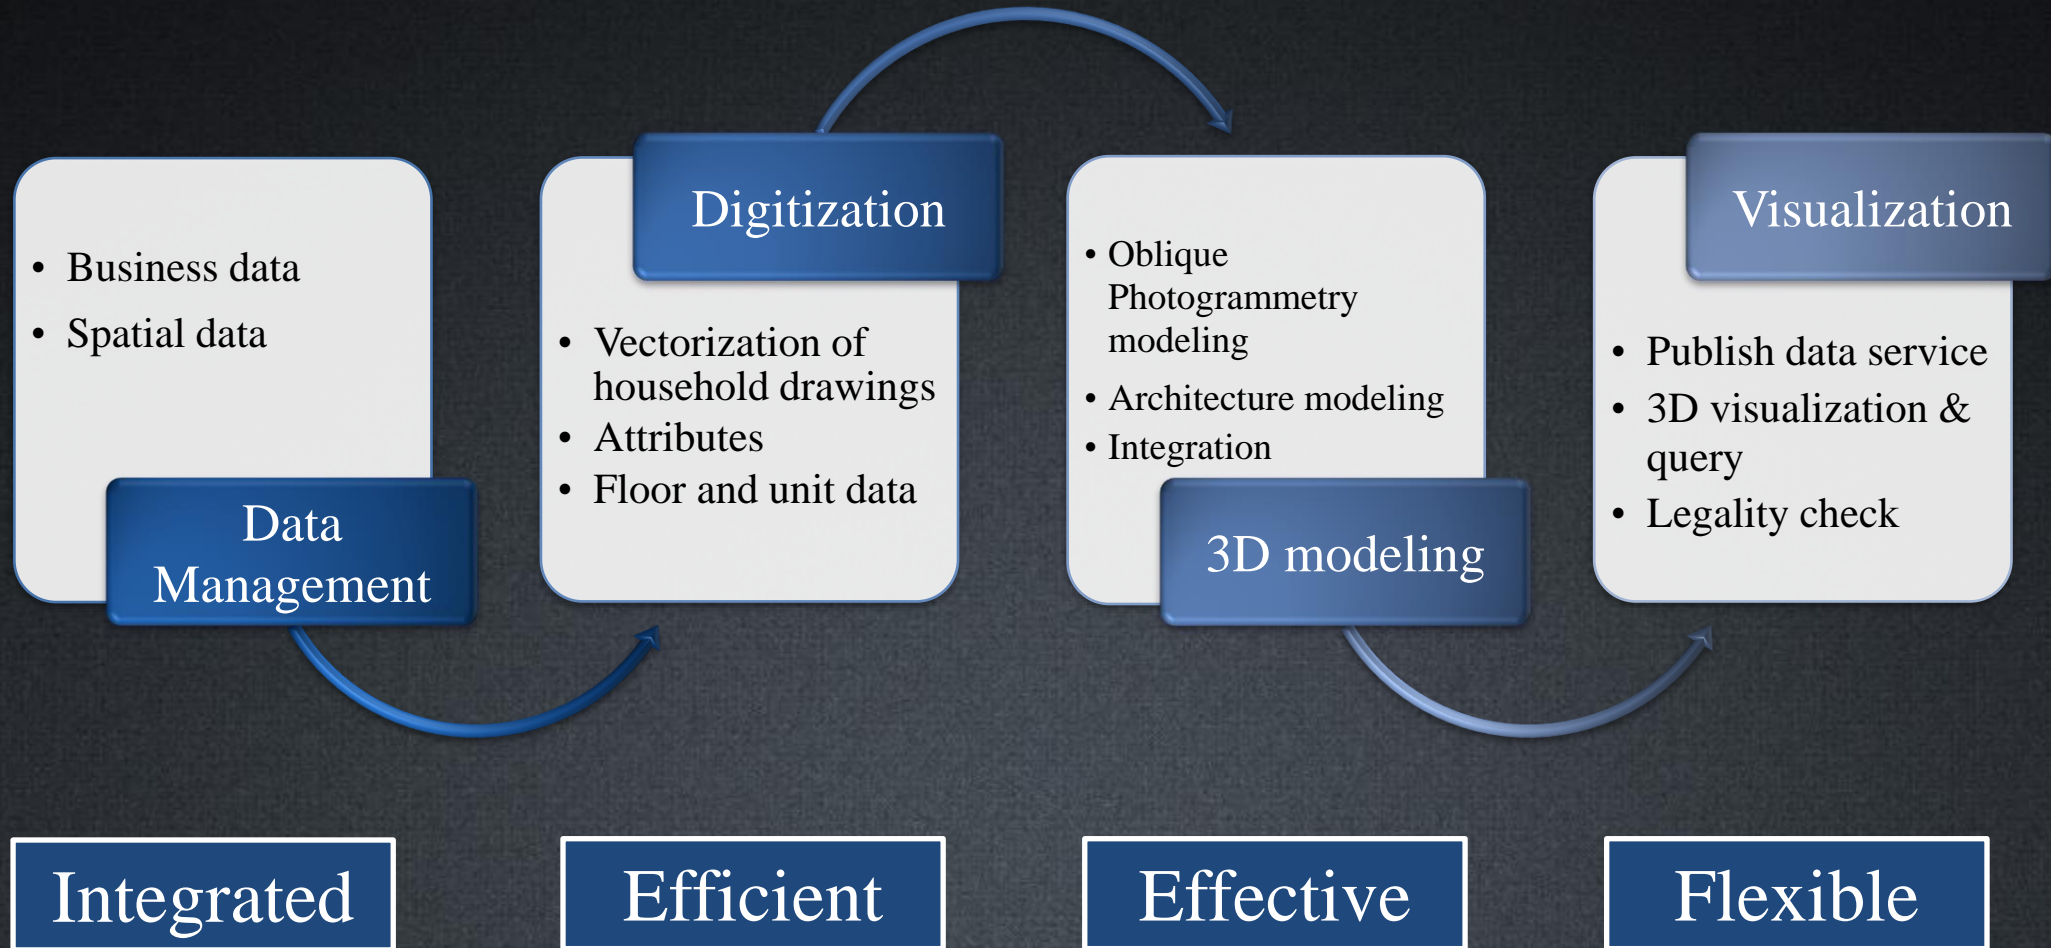 • Business data
• Spatial data
Data
Management
Digitization
• Vectorization of
household drawings
• Attributes
• Floor and unit data
• Oblique
Photogrammetry
modeling
• Architecture modeling
• Integration
3D modeling
Visualization
• Publish data service
• 3D visualization &
query
• Legality check
Integrated
Efficient
Effective
Flexible